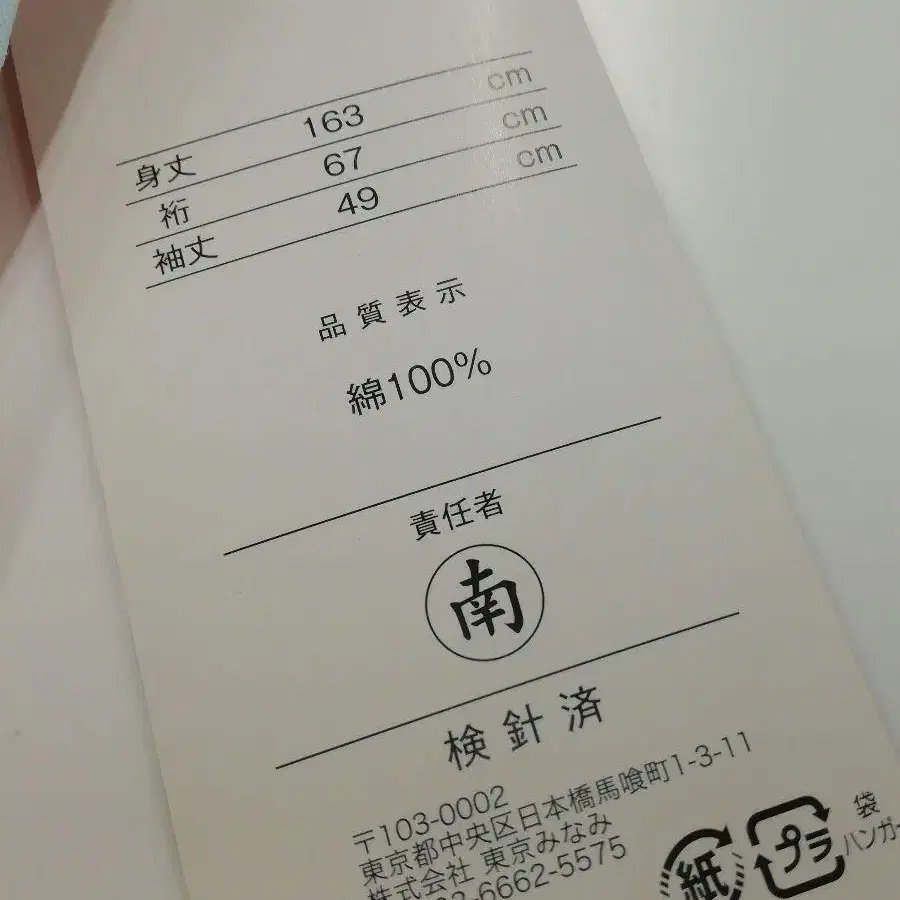 身丈 163 cm
裄 67 cm
袖丈 49 cm
品質表示
綿100%
責任者
南
検針済
〒103-0002
東京都中央区日本橋馬喰町1-3-11
株式会社 東京みなみ
3-6662-5575
紙
プラ
袋
ハンガー